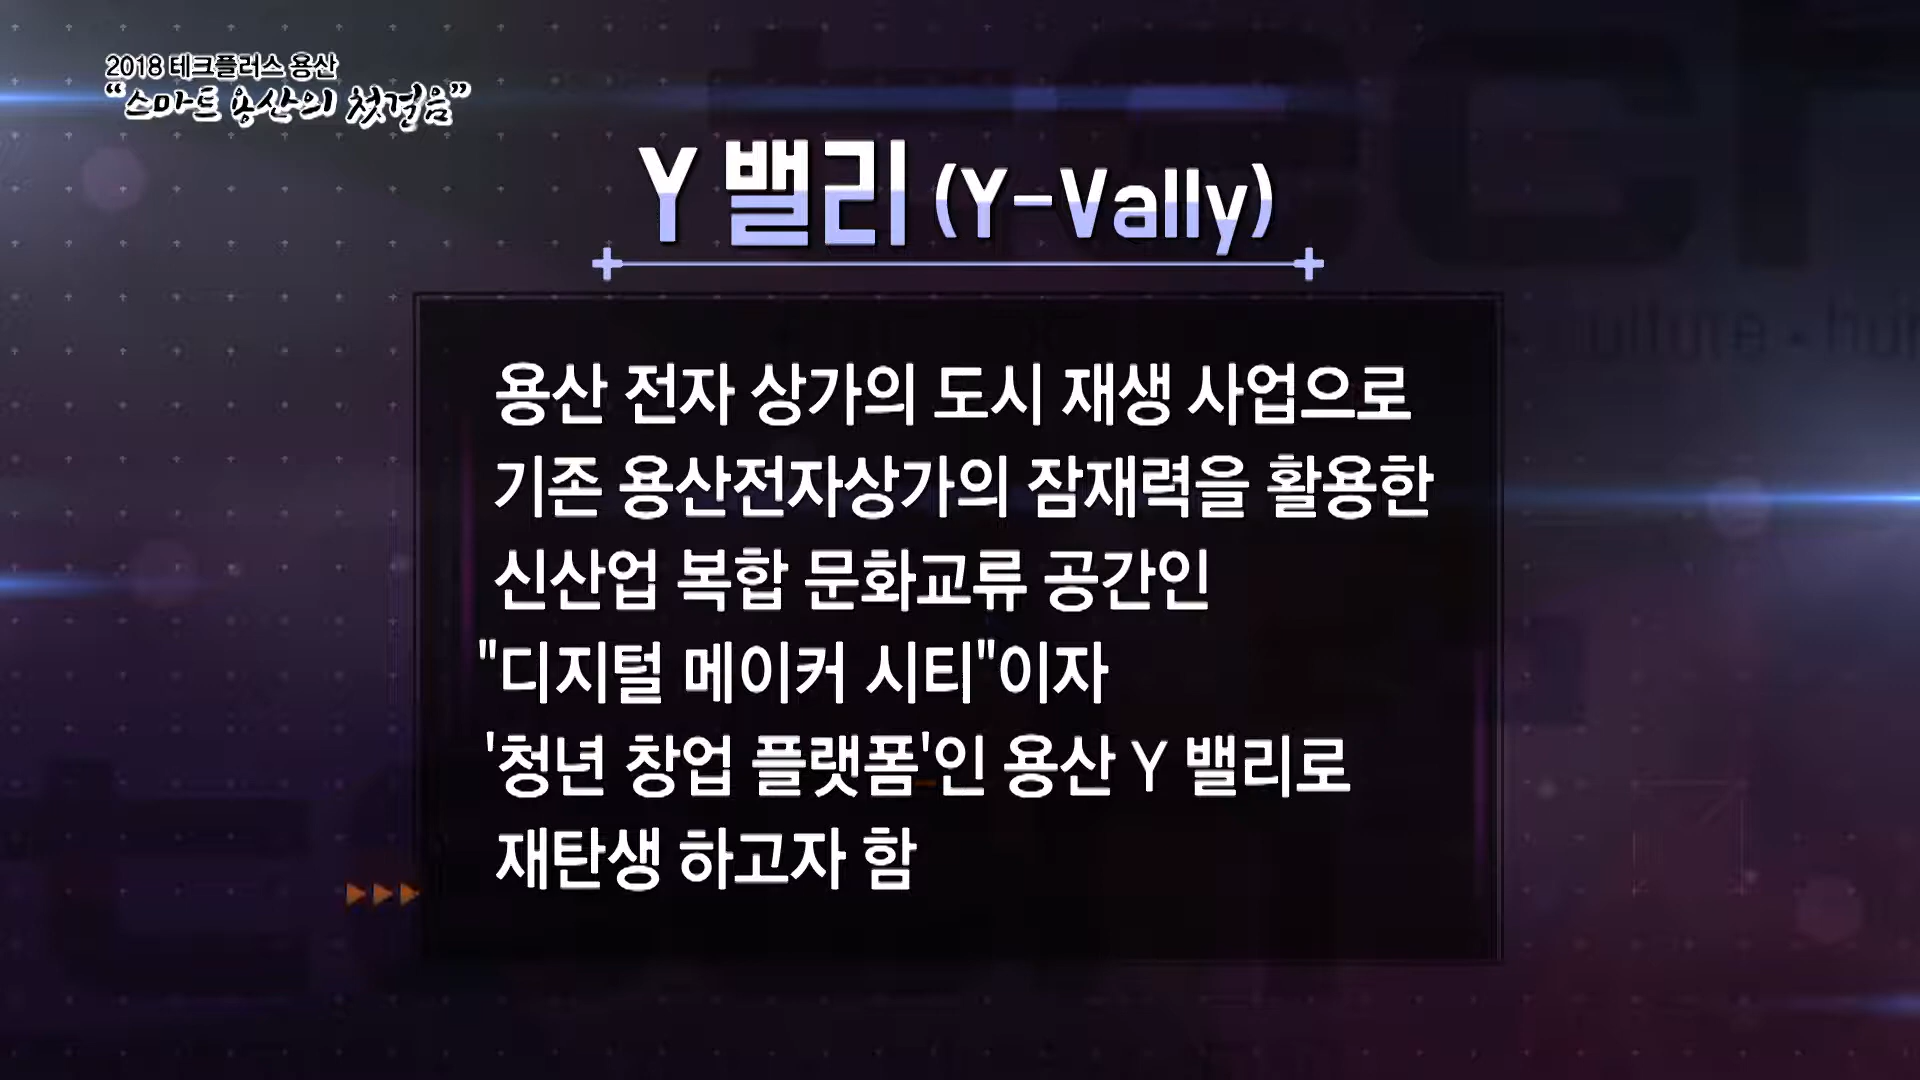 2018 테크플러스 용산
“스마트 용산의 첫걸음”
Y 밸리 (Y-Vally)
용산 전자 상가의 도시 재생 사업으로
기존 용산전자상가의 잠재력을 활용한
신산업 복합 문화교류 공간인
"디지털 메이커 시티"이자
'청년 창업 플랫폼'인 용산 Y 밸리로
재탄생 하고자 함